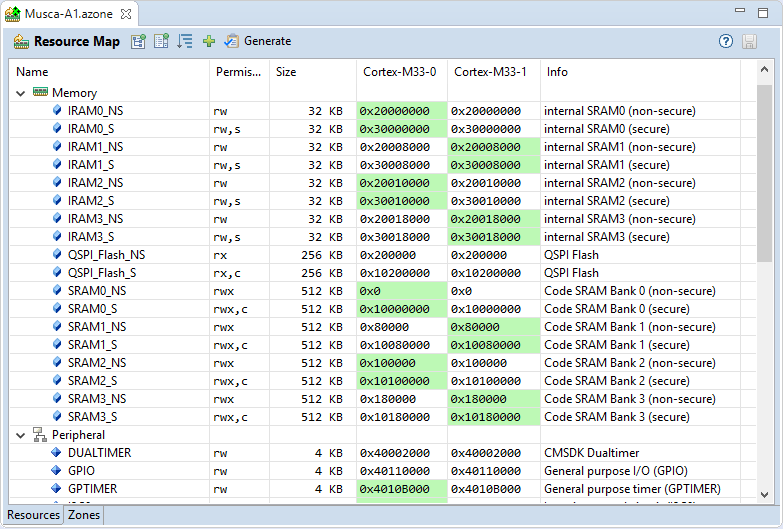 Musca-A1.azone
Resource Map Generate
Name Permis... Size Cortex-M33-0 Cortex-M33-1 Info
Memory
IRAM0_NS rw 32 KB 0x20000000 0x20000000 internal SRAM0 (non-secure)
IRAM0_S rw,s 32 KB 0x30000000 0x30000000 internal SRAM0 (secure)
IRAM1_NS rw 32 KB 0x20008000 0x20008000 internal SRAM1 (non-secure)
IRAM1_S rw,s 32 KB 0x30008000 0x30008000 internal SRAM1 (secure)
IRAM2_NS rw 32 KB 0x20010000 0x20010000 internal SRAM2 (non-secure)
IRAM2_S rw,s 32 KB 0x30010000 0x30010000 internal SRAM2 (secure)
IRAM3_NS rw 32 KB 0x20018000 0x20018000 internal SRAM3 (non-secure)
IRAM3_S rw,s 32 KB 0x30018000 0x30018000 internal SRAM3 (secure)
QSPI_Flash_NS rx 256 KB 0x200000 0x200000 QSPI Flash
QSPI_Flash_S rx,c 256 KB 0x10200000 0x10200000 QSPI Flash
SRAM0_NS rwx 512 KB 0x0 0x0 Code SRAM Bank 0 (non-secure)
SRAM0_S rwx,c 512 KB 0x10000000 0x10000000 Code SRAM Bank 0 (secure)
SRAM1_NS rwx 512 KB 0x80000 0x80000 Code SRAM Bank 1 (non-secure)
SRAM1_S rwx,c 512 KB 0x10080000 0x10080000 Code SRAM Bank 1 (secure)
SRAM2_NS rwx 512 KB 0x100000 0x100000 Code SRAM Bank 2 (non-secure)
SRAM2_S rwx,c 512 KB 0x10100000 0x10100000 Code SRAM Bank 2 (secure)
SRAM3_NS rwx 512 KB 0x180000 0x180000 Code SRAM Bank 3 (non-secure)
SRAM3_S rwx,c 512 KB 0x10180000 0x10180000 Code SRAM Bank 3 (secure)
Peripheral
DUALTIMER rw 4 KB 0x40002000 0x40002000 CMSDK Dualtimer
GPIO rw 4 KB 0x40110000 0x40110000 General purpose I/O (GPIO)
GPTIMER rw 4 KB 0x4010B000 0x4010B000 General purpose timer (GPTIMER)
Resources Zones